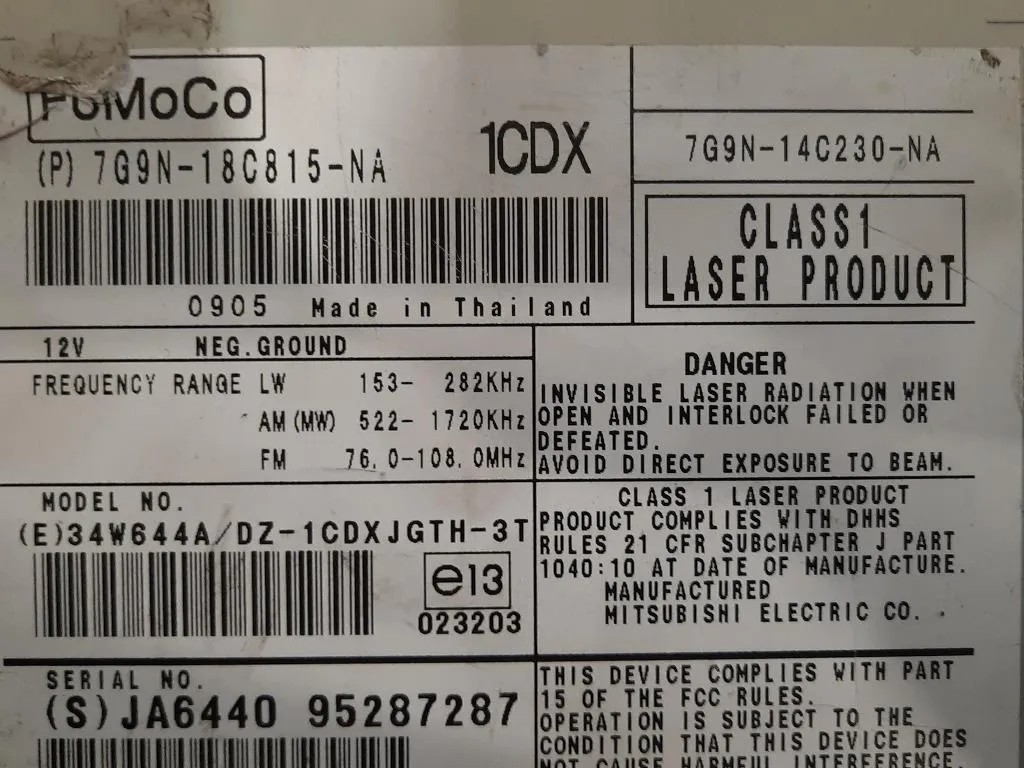 FoMoCo
(P) 7G9N-18C815-NA
1CDX
0905 Made in Thailand
7G9N-14C230-NA
CLASS1
LASER PRODUCT
12V NEG.GROUND
FREQUENCY RANGE LW 153- 282KHz
AM(MW) 522- 1720KHz
FM 76.0-108.0MHz
DANGER
INVISIBLE LASER RADIATION WHEN
OPEN AND INTERLOCK FAILED OR
DEFEATED.
AVOID DIRECT EXPOSURE TO BEAM.
MODEL NO.
(E)34W644A/DZ-1CDXJGTH-3T
e13
023203
CLASS 1 LASER PRODUCT
PRODUCT COMPLIES WITH DHHS
RULES 21 CFR SUBCHAPTER J PART
1040:10 AT DATE OF MANUFACTURE.
MANUFACTURED
MITSUBISHI ELECTRIC CO.
SERIAL NO.
(S)JA6440 95287287
THIS DEVICE COMPLIES WITH PART
15 OF THE FCC RULES.
OPERATION IS SUBJECT TO THE
CONDITION THAT THIS DEVICE DOES
NOT CAUSE HARMFUL INTERFERENCE.